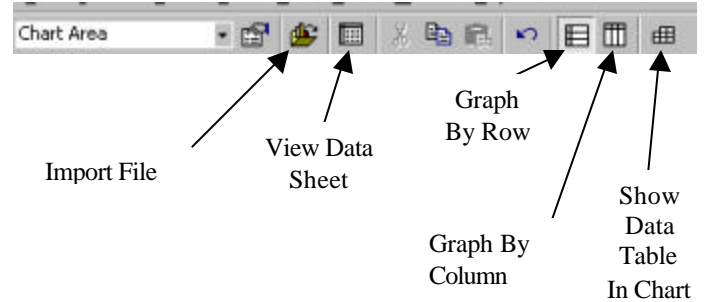 Chart Area
Graph
By Row
View Data
Sheet
Import File
Show
Data
Table
In Chart
Graph By
Column